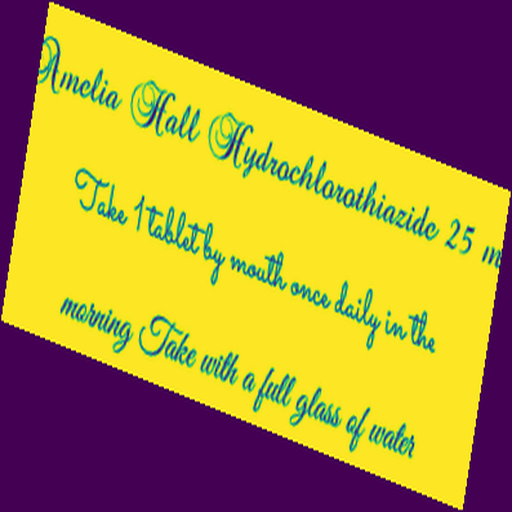 Amelia Hall Hydrochlorothiazide 25 m
Take 1 tablet by mouth once daily in the
morning Take with a full glass of water